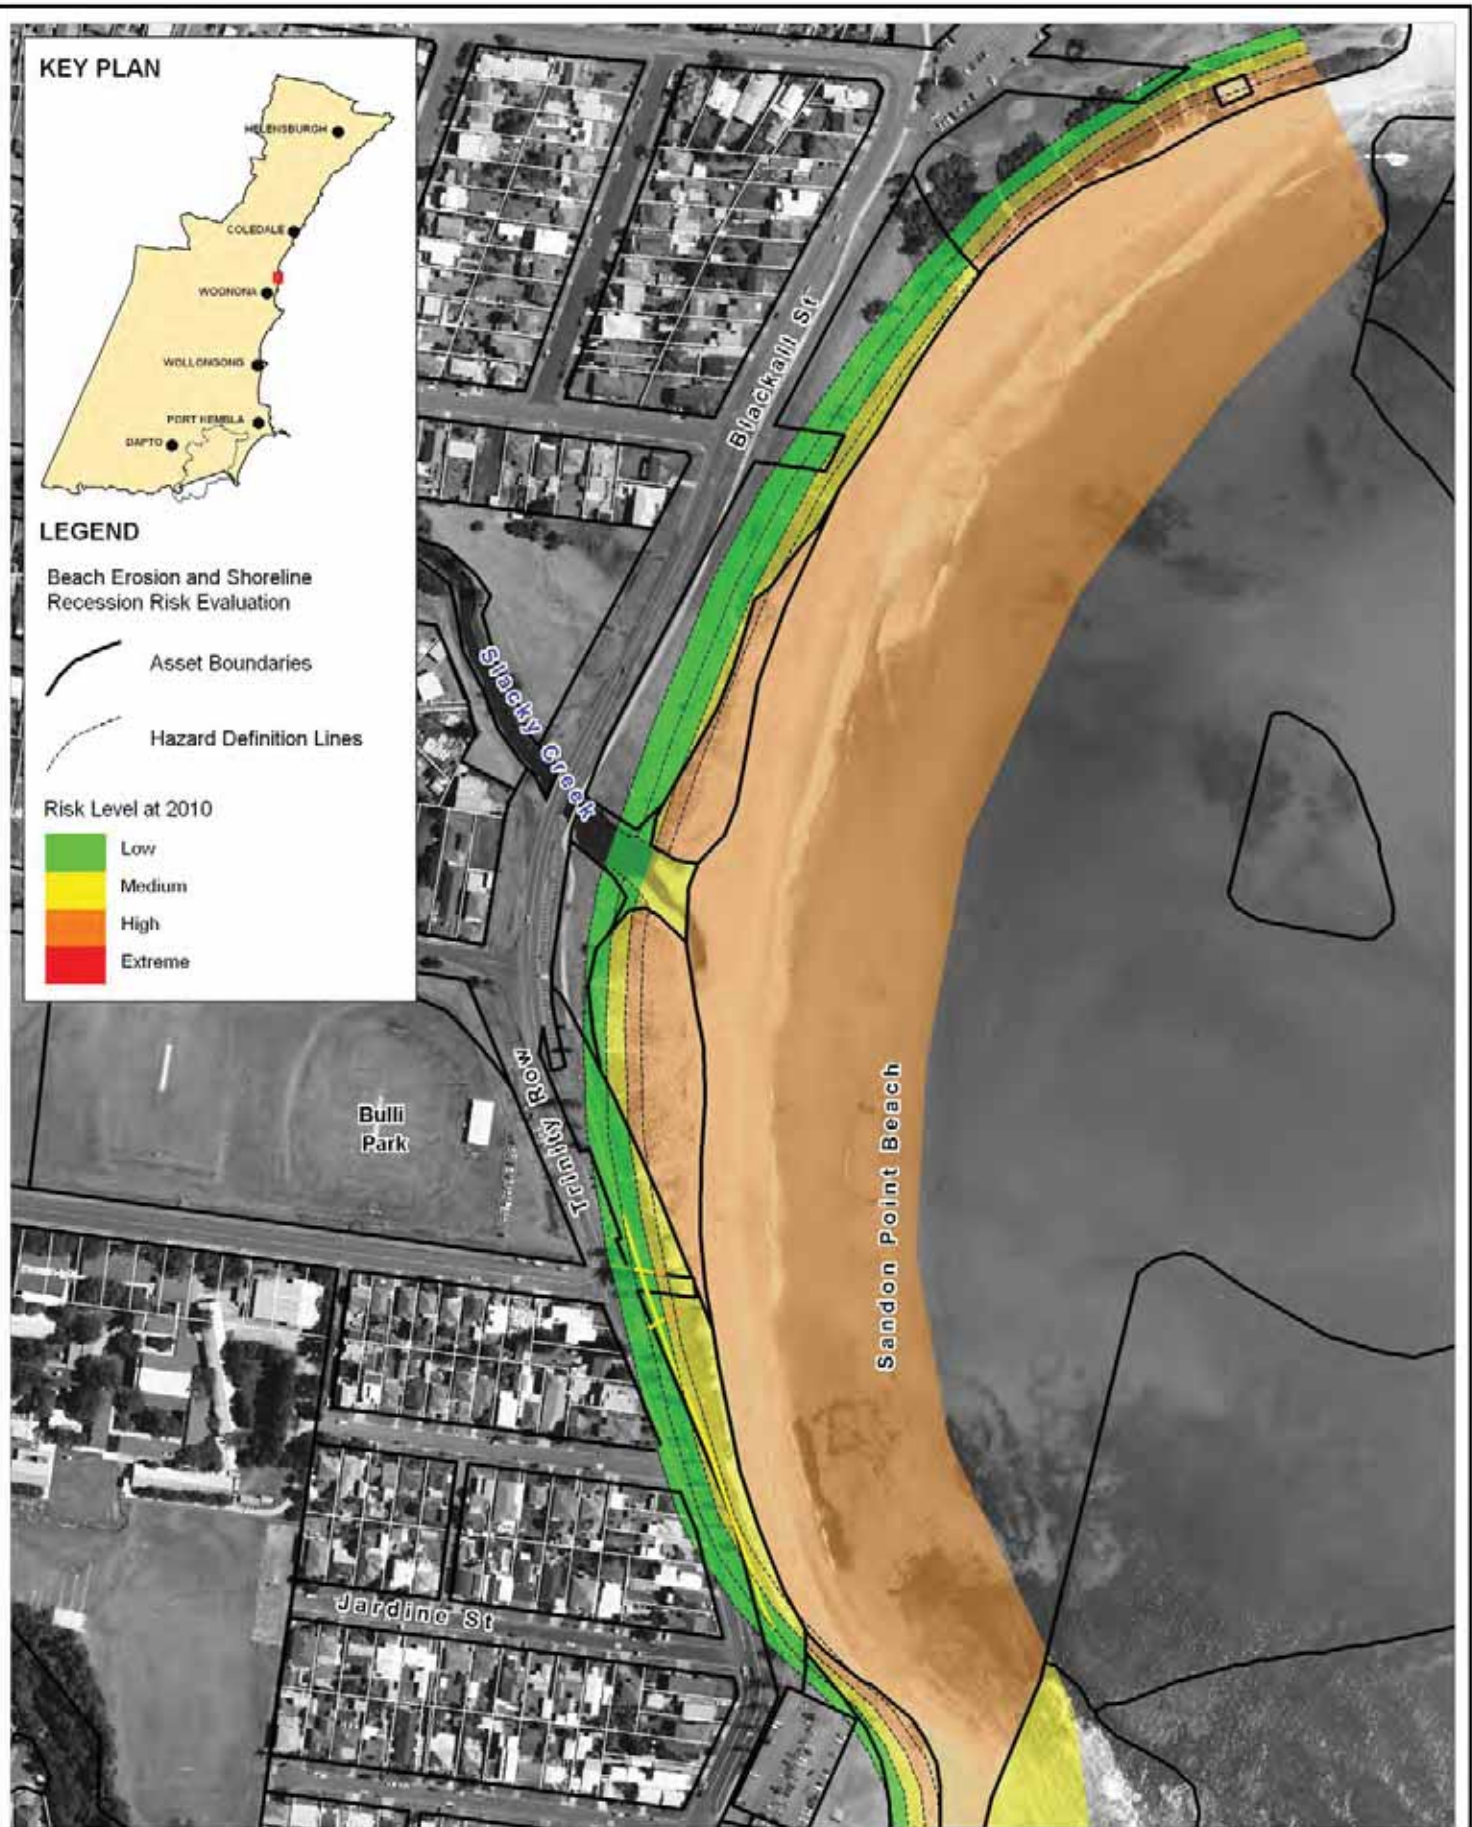 KEY PLAN
HELENSBURGH
COLEDALE
WOONONA
WOLLONGONG
PORT KEMBLA
DAPTO
LEGEND
Beach Erosion and Shoreline
Recession Risk Evaluation
Asset Boundaries
Hazard Definition Lines
Risk Level at 2010
Low
Medium
High
Extreme
Blackall St
Slacky Creek
Trinity Row
Bulli
Park
Sandon Point Beach
Jardine St